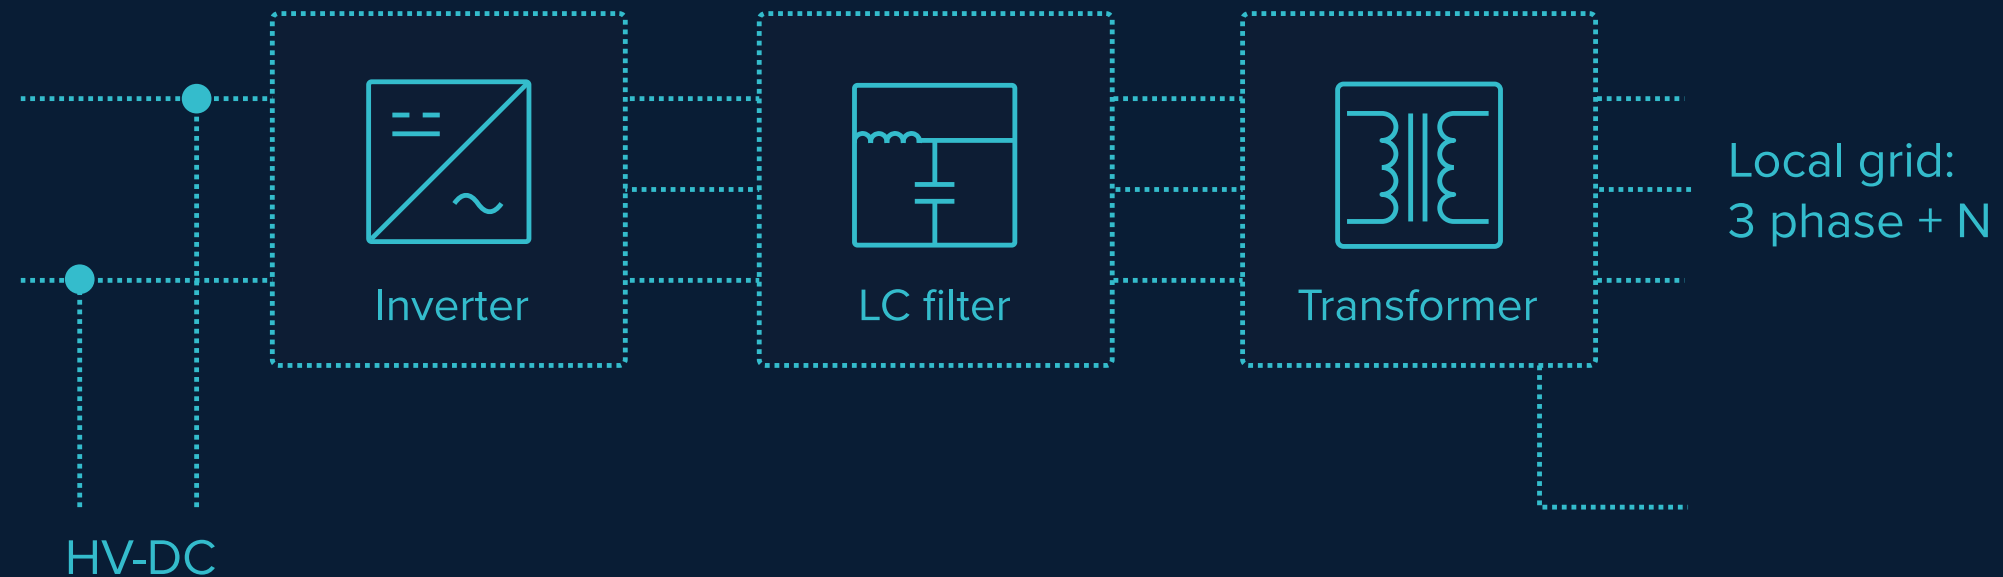 Inverter
LC filter
Transformer
Local grid:
3 phase + N
HV-DC